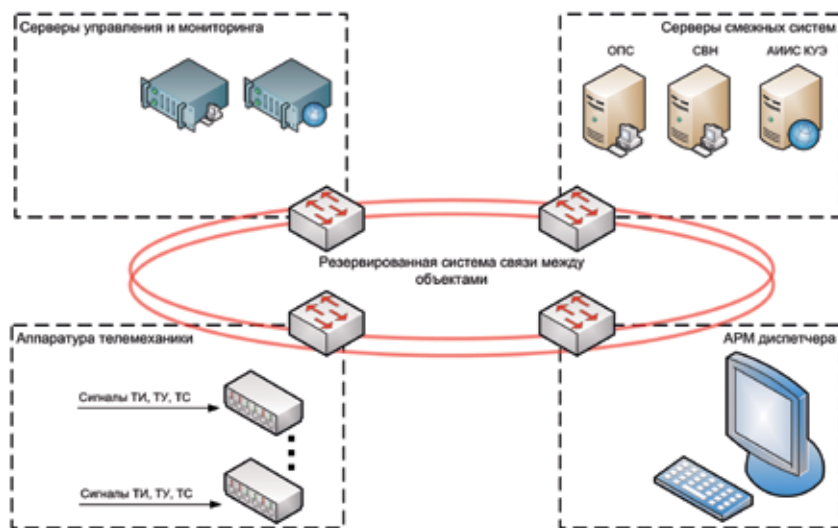 Серверы управления и мониторинга
Серверы смежных систем
ОПС
СВН
АИИС КУЭ
Резервированная система связи между
объектами
Аппаратура телемеханики
АРМ диспетчера
Сигналы ТИ, ТУ, ТС
Сигналы ТИ, ТУ, ТС